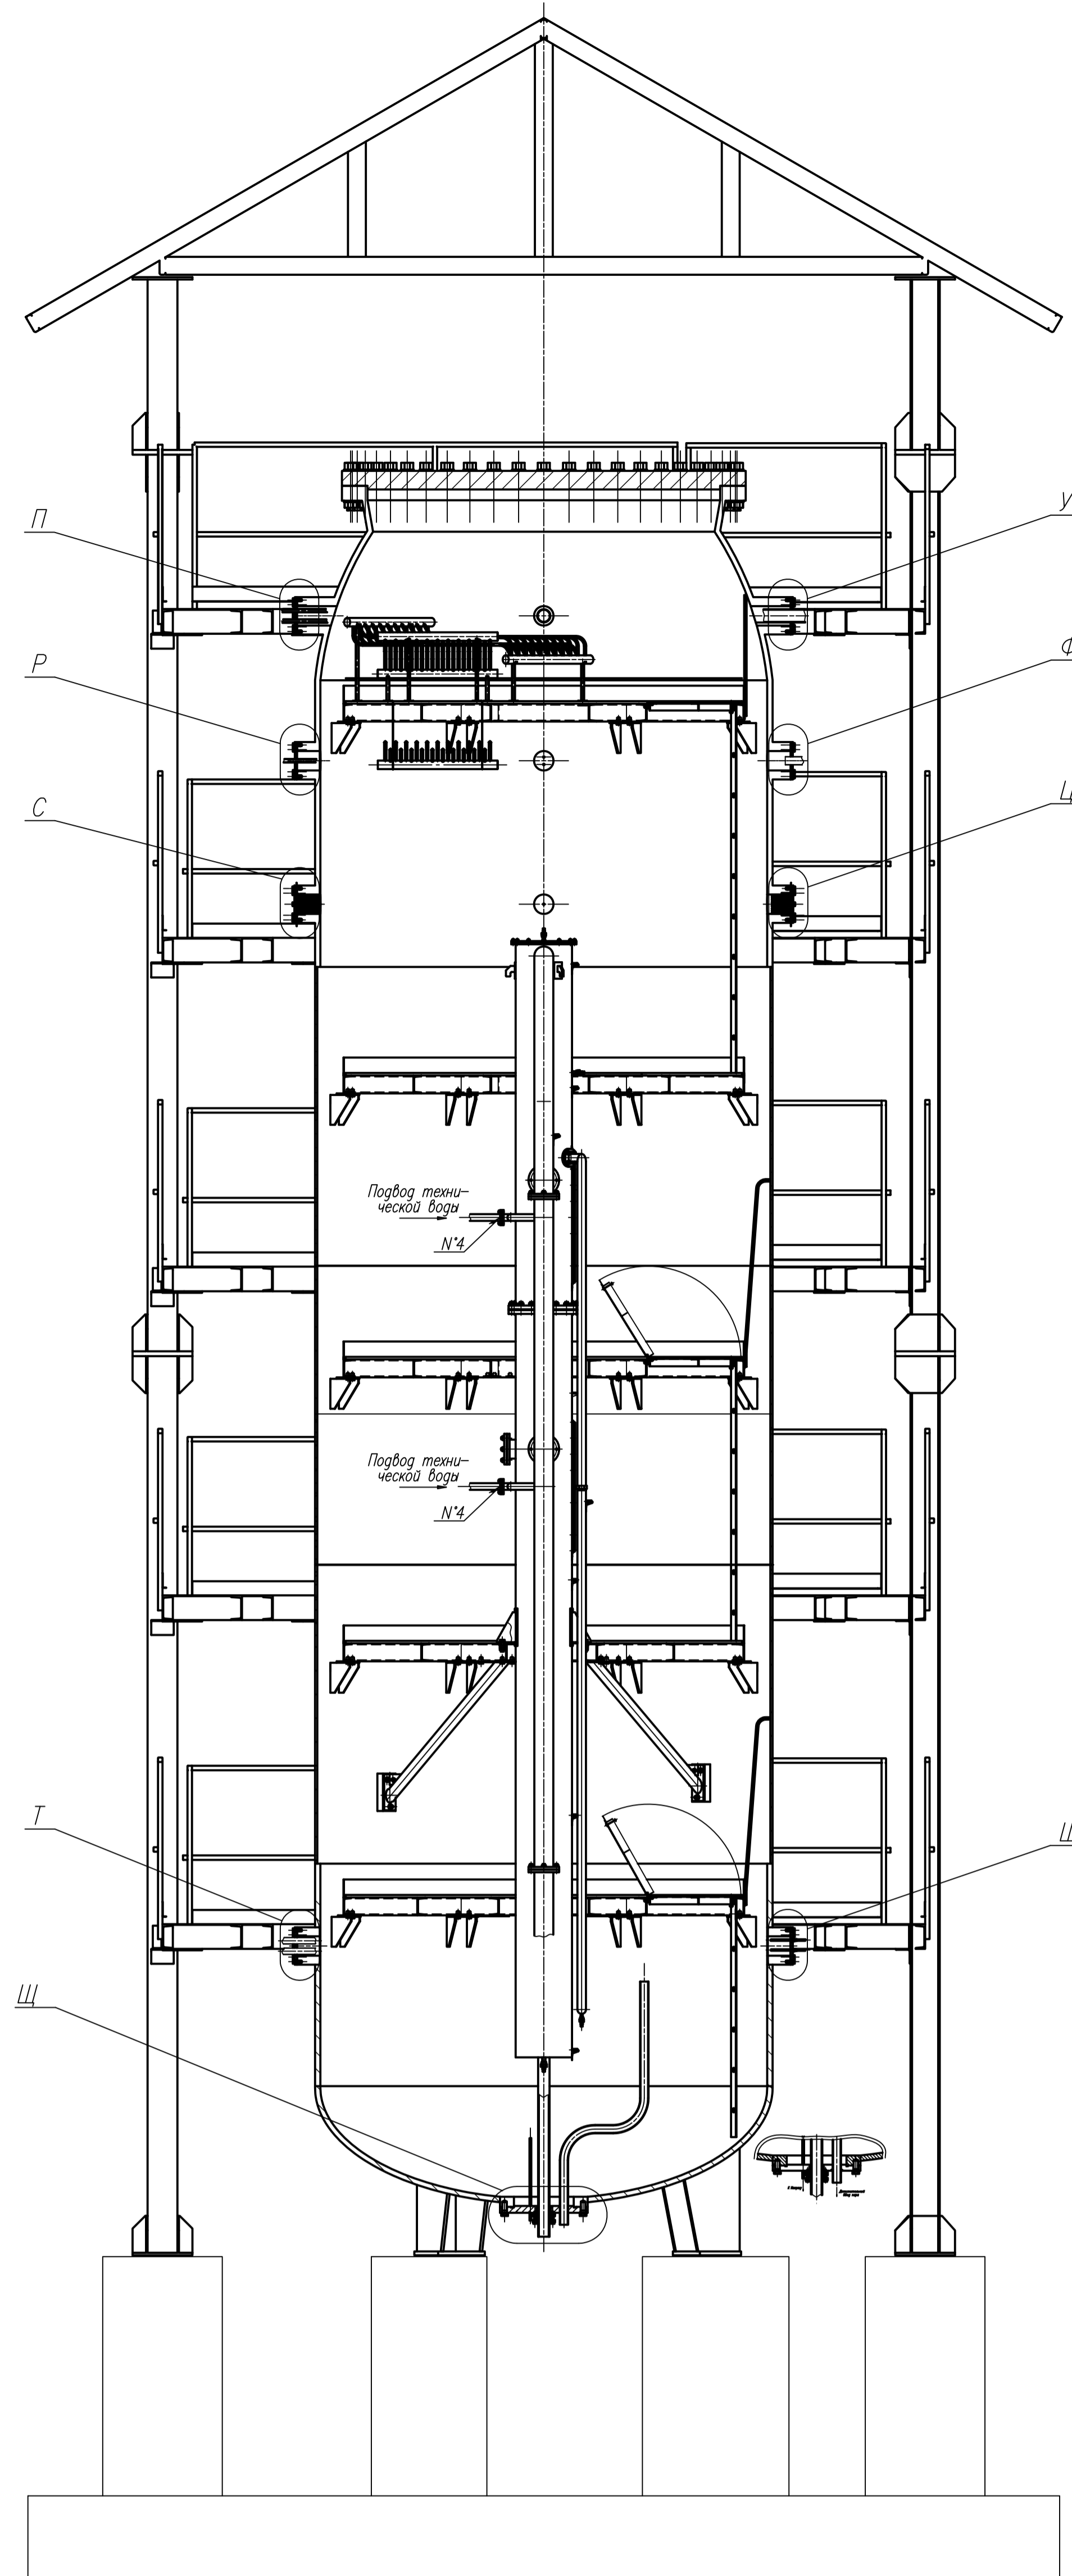 П
У
Р
Ф
С
Ц
Подвод техни-
ческой воды
N°4
Подвод техни-
ческой воды
N°4
Т
Щ